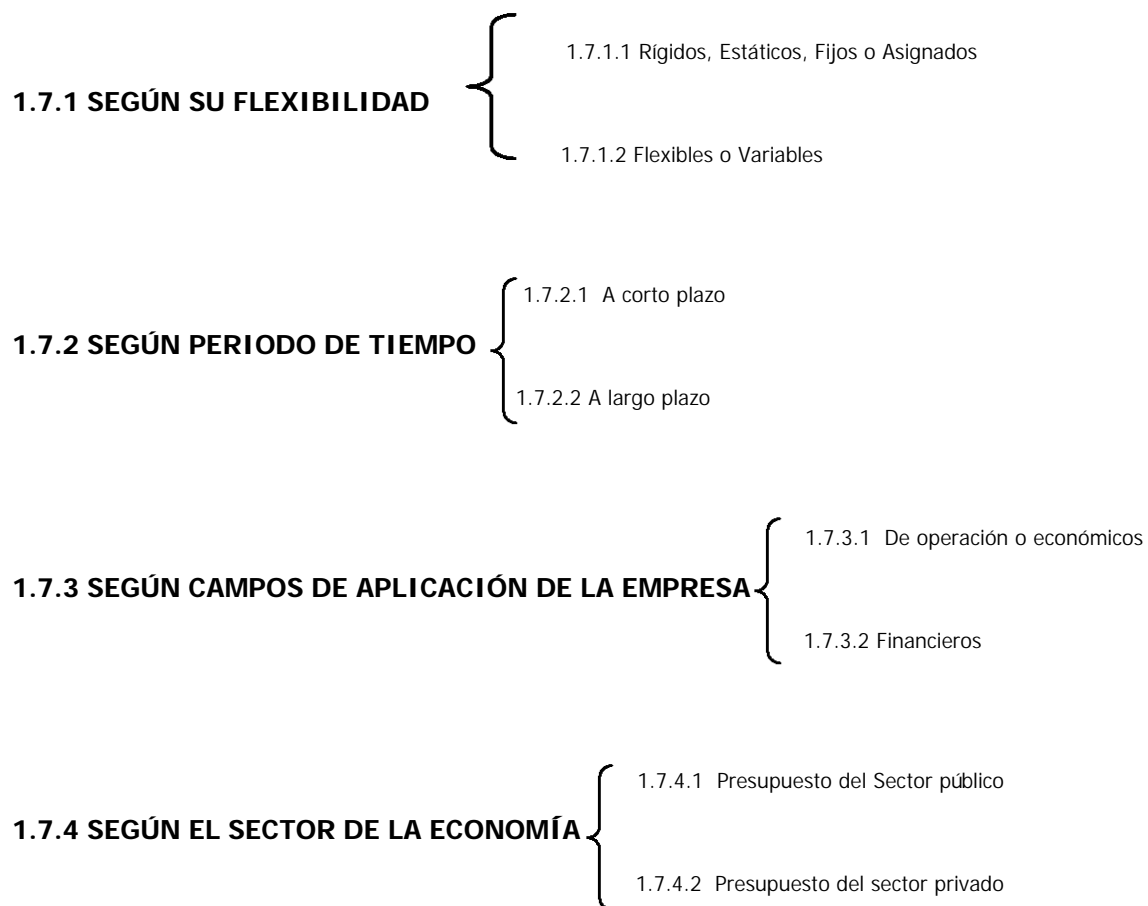 1.7.1.1 Rígidos, Estáticos, Fijos o Asignados
1.7.1 SEGÚN SU FLEXIBILIDAD
1.7.1.2 Flexibles o Variables
1.7.2.1 A corto plazo
1.7.2 SEGÚN PERIODO DE TIEMPO
1.7.2.2 A largo plazo
1.7.3.1 De operación o económicos
1.7.3 SEGÚN CAMPOS DE APLICACIÓN DE LA EMPRESA
1.7.3.2 Financieros
1.7.4.1 Presupuesto del Sector público
1.7.4 SEGÚN EL SECTOR DE LA ECONOMÍA
1.7.4.2 Presupuesto del sector privado